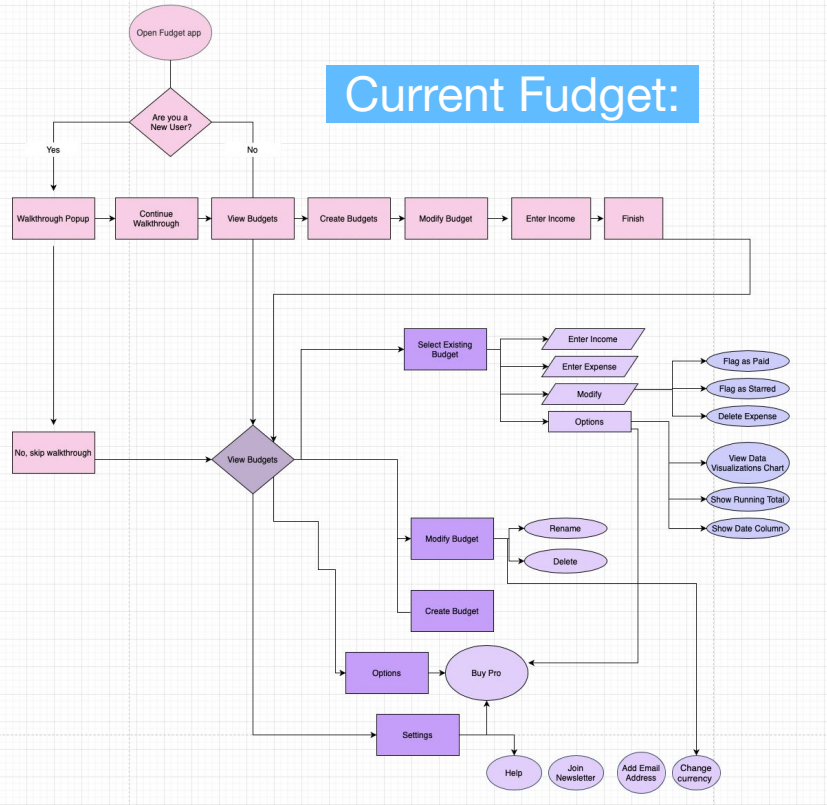 Open Fudget app
Current Fudget:
Are you a
New User?
Yes
No
Walkthrough Popup
Continue
Walkthrough
View Budgets
Create Budgets
Modify Budget
Enter Income
Finish
Select Existing
Budget
Enter Income
Enter Expense
Modify
Options
Flag as Paid
Flag as Starred
Delete Expense
View Data
Visualizations Chart
Show Running Total
Show Date Column
No, skip walkthrough
View Budgets
Modify Budget
Rename
Delete
Create Budget
Options
Buy Pro
Settings
Help
Join
Newsletter
Add Email
Address
Change
currency